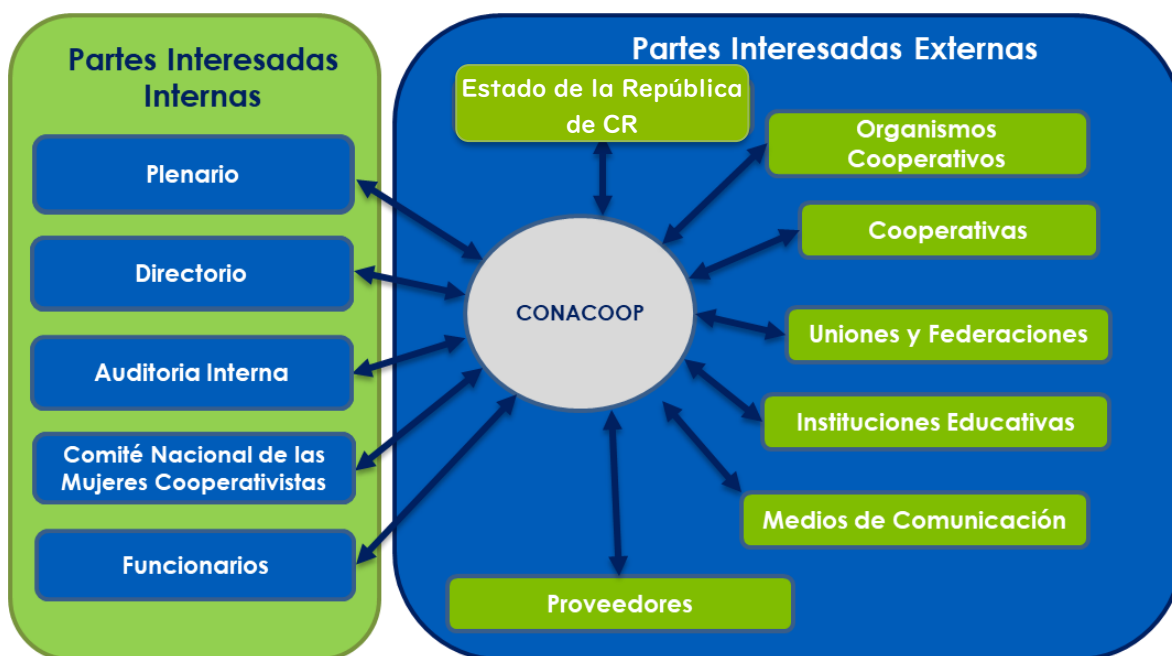 Partes Interesadas
Internas
Plenario
Directorio
Auditoria Interna
Comité Nacional de las
Mujeres Cooperativistas
Funcionarios
Partes Interesadas Externas
Estado de la República
de CR
Organismos
Cooperativos
Cooperativas
CONACOOP
Uniones y Federaciones
Instituciones Educativas
Medios de Comunicación
Proveedores